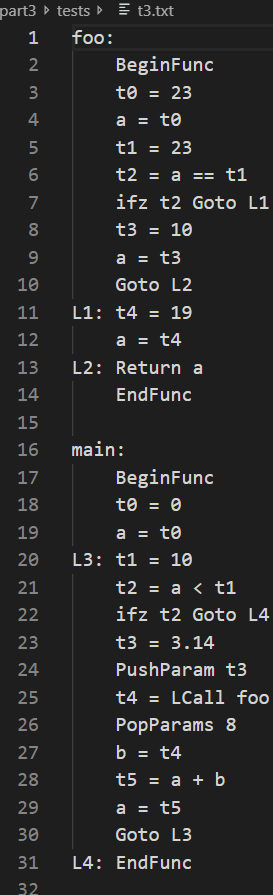 part3 > tests > t3.txt
1 foo:
2 BeginFunc
3 t0 = 23
4 a = t0
5 t1 = 23
6 t2 = a == t1
7 ifz t2 Goto L1
8 t3 = 10
9 a = t3
10 Goto L2
11 L1: t4 = 19
12 a = t4
13 L2: Return a
14 EndFunc
15
16 main:
17 BeginFunc
18 t0 = 0
19 a = t0
20 L3: t1 = 10
21 t2 = a < t1
22 ifz t2 Goto L4
23 t3 = 3.14
24 PushParam t3
25 t4 = LCall foo
26 PopParams 8
27 b = t4
28 t5 = a + b
29 a = t5
30 Goto L3
31 L4: EndFunc
32